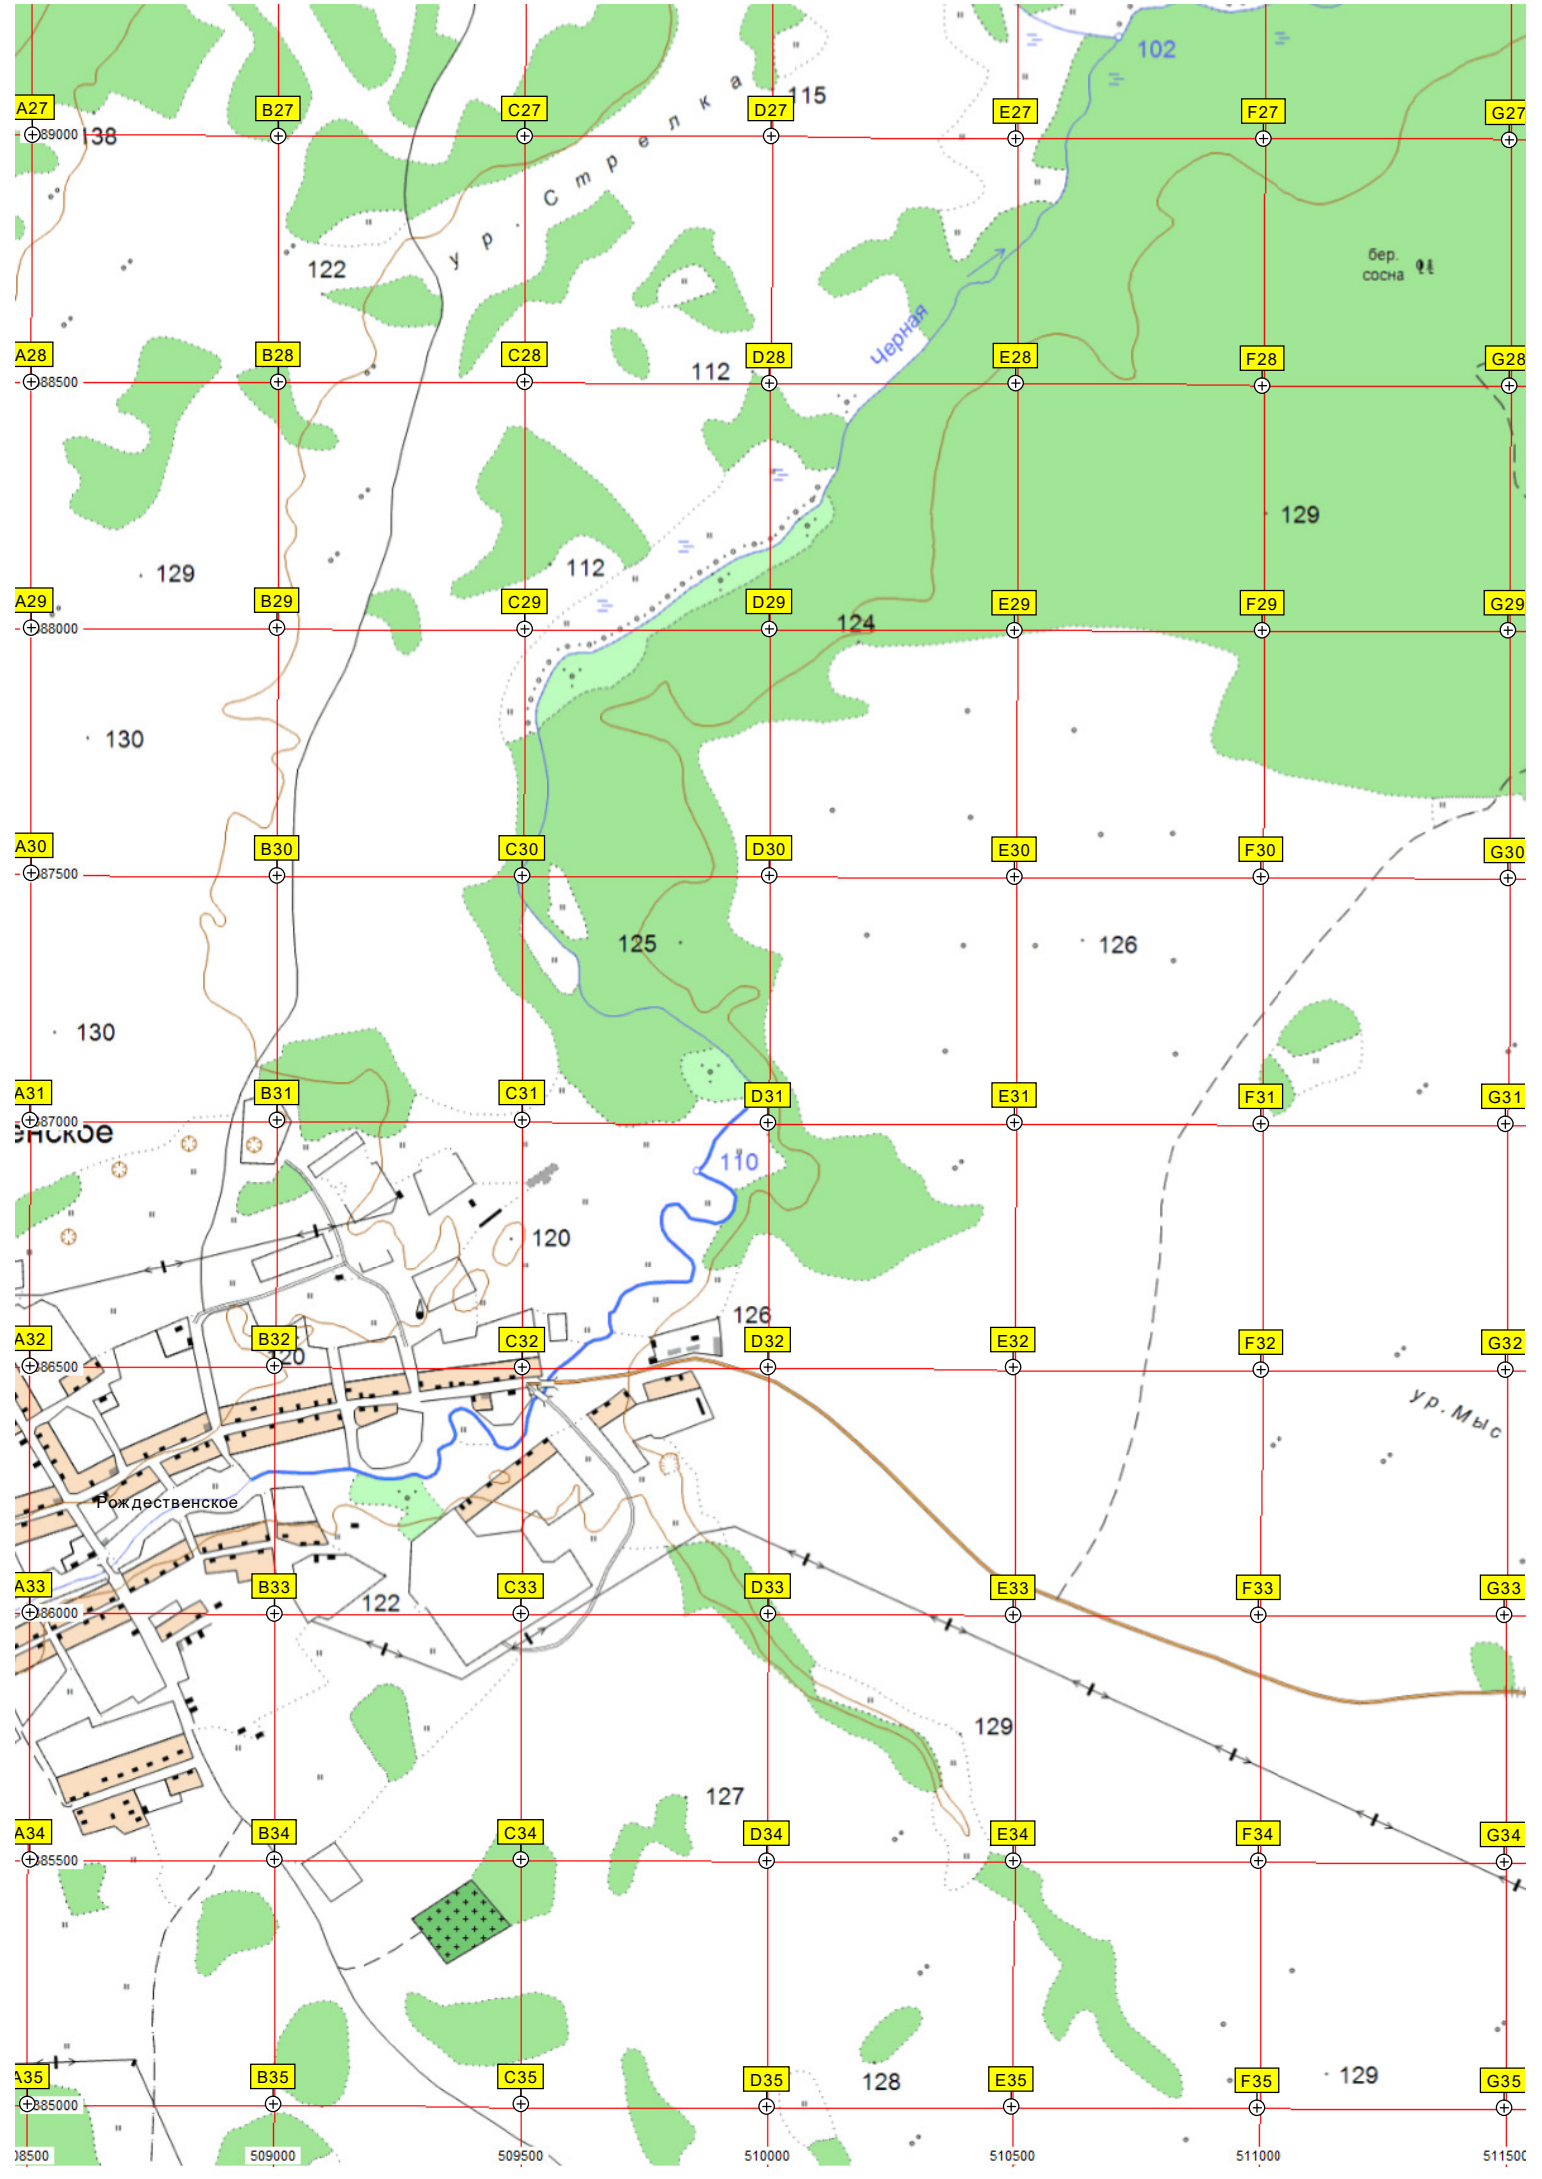 102
115
A27
B27
C27
D27
E27
F27
G27
89000
138
ур. Стрелка
бер.
сосна
122
Черная
A28
B28
C28
D28
E28
F28
G28
88500
112
129
129
112
A29
B29
C29
D29
E29
F29
G29
88000
124
130
A30
B30
C30
D30
E30
F30
G30
87500
125
126
130
A31
B31
C31
D31
E31
F31
G31
87000
енское
110
120
126
A32
B32
C32
D32
E32
F32
G32
86500
120
ур. Мыс
Рождественское
A33
B33
C33
D33
E33
F33
G33
86000
122
129
127
A34
B34
C34
D34
E34
F34
G34
85500
128
129
A35
B35
C35
D35
E35
F35
G35
885000
08500
509000
509500
510000
510500
511000
511500